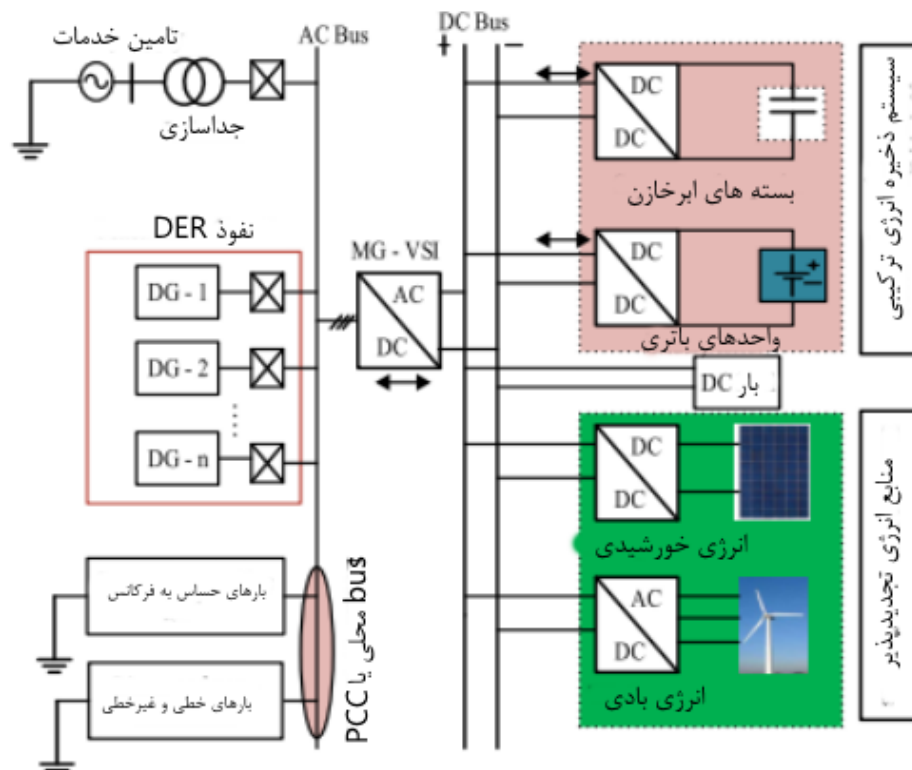 تامین خدمات
AC Bus
DC Bus
+
−
جداسازی
DC
DC
بسته های ابرخازن
سیستم ذخیره انرژی ترکیبی
نفوذ DER
DG - 1
DG - 2
DG - n
MG - VSI
AC
DC
DC
DC
+
−
واحدهای باتری
بار DC
DC
DC
انرژی خورشیدی
منابع انرژی تجدیدپذیر
AC
DC
انرژی بادی
بارهای حساس به فرکانس
بارهای خطی و غیرخطی
bus محلی یا PCC